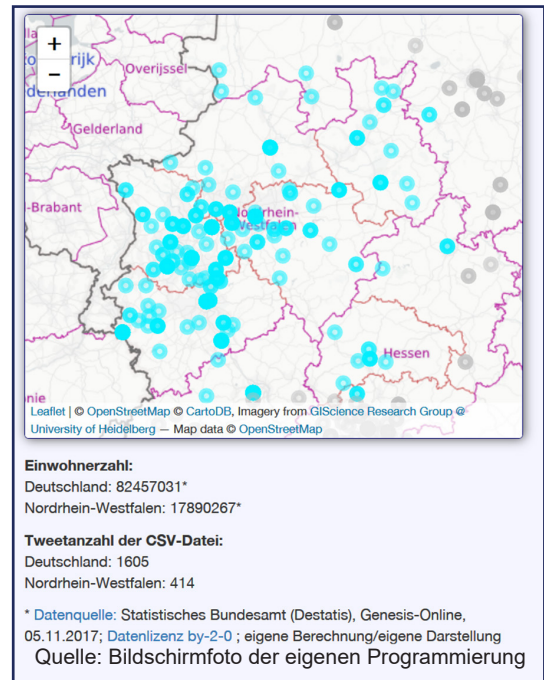 +
−
rijk
Overijssel
derlanden
Gelderland
-Brabant
Nordrhein-
Westfalen
Hessen
nie
Leaflet | © OpenStreetMap © CartoDB, Imagery from GIScience Research Group @
University of Heidelberg — Map data © OpenStreetMap
Einwohnerzahl:
Deutschland: 82457031*
Nordrhein-Westfalen: 17890267*
Tweetanzahl der CSV-Datei:
Deutschland: 1605
Nordrhein-Westfalen: 414
* Datenquelle: Statistisches Bundesamt (Destatis), Genesis-Online,
05.11.2017; Datenlizenz by-2-0 ; eigene Berechnung/eigene Darstellung
Quelle: Bildschirmfoto der eigenen Programmierung